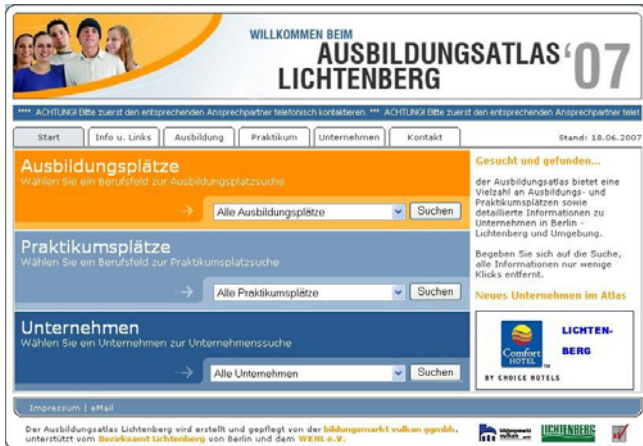 WILLKOMMEN BEIM
AUSBILDUNGSATLAS
LICHTENBERG
'07
**** ACHTUNG! Bitte zuerst den entsprechenden Ansprechpartner telefonisch kontaktieren. *** ACHTUNG! Bitte zuerst den entsprechenden Ansprechpartner telef
Start Info u. Links Ausbildung Praktikum Unternehmen Kontakt Stand: 18.06.2007
Ausbildungsplätze
Wählen Sie ein Berufsfeld zur Ausbildungsplatzsuche
Alle Ausbildungsplätze Suchen
Praktikumsplätze
Wählen Sie ein Berufsfeld zur Praktikumsplatzsuche
Alle Praktikumsplätze Suchen
Unternehmen
Wählen Sie ein Unternehmen zur Unternehmenssuche
Alle Unternehmen Suchen
Gesucht und gefunden...
der Ausbildungsatlas bietet eine
Vielzahl an Ausbildungs- und
Praktikumsplätzen sowie
detaillierte Informationen zu
Unternehmen in Berlin -
Lichtenberg und Umgebung.
Begeben Sie sich auf die Suche,
alle Informationen nur wenige
Klicks entfernt.
Neues Unternehmen im Atlas
Comfort
HOTEL
TM
BY CHOICE HOTELS
LICHTEN-
BERG
Impressum | eMail
Der Ausbildungsatlas Lichtenberg wird erstellt und gepflegt von der bildungsmarkt vulkan ggmbh,
unterstützt vom Bezirksamt Lichtenberg von Berlin und dem WKHL e.V.
LICHTENBERG